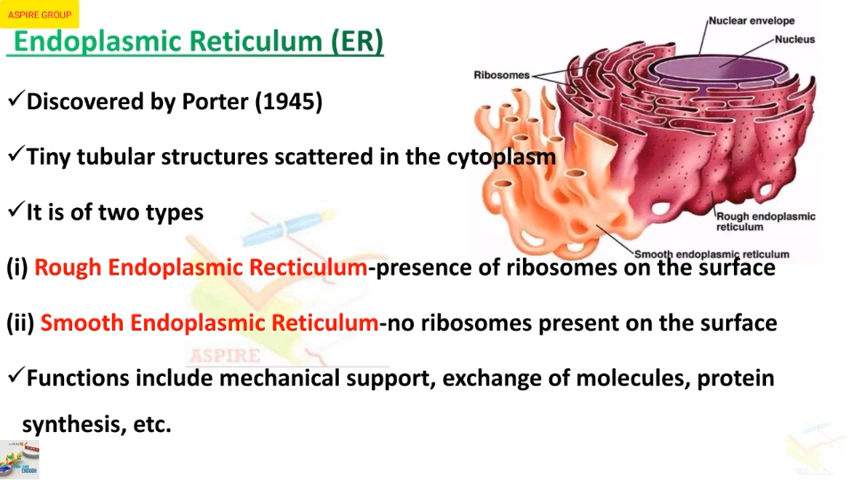 ASPIRE GROUP
Endoplasmic Reticulum (ER)
✓Discovered by Porter (1945)
✓Tiny tubular structures scattered in the cytoplasm
✓It is of two types
(i) Rough Endoplasmic Recticulum-presence of ribosomes on the surface
(ii) Smooth Endoplasmic Reticulum-no ribosomes present on the surface
✓Functions include mechanical support, exchange of molecules, protein
synthesis, etc.
Nuclear envelope
Nucleus
Ribosomes
Rough endoplasmic
reticulum
Smooth endoplasmic reticulum
ASPIRE